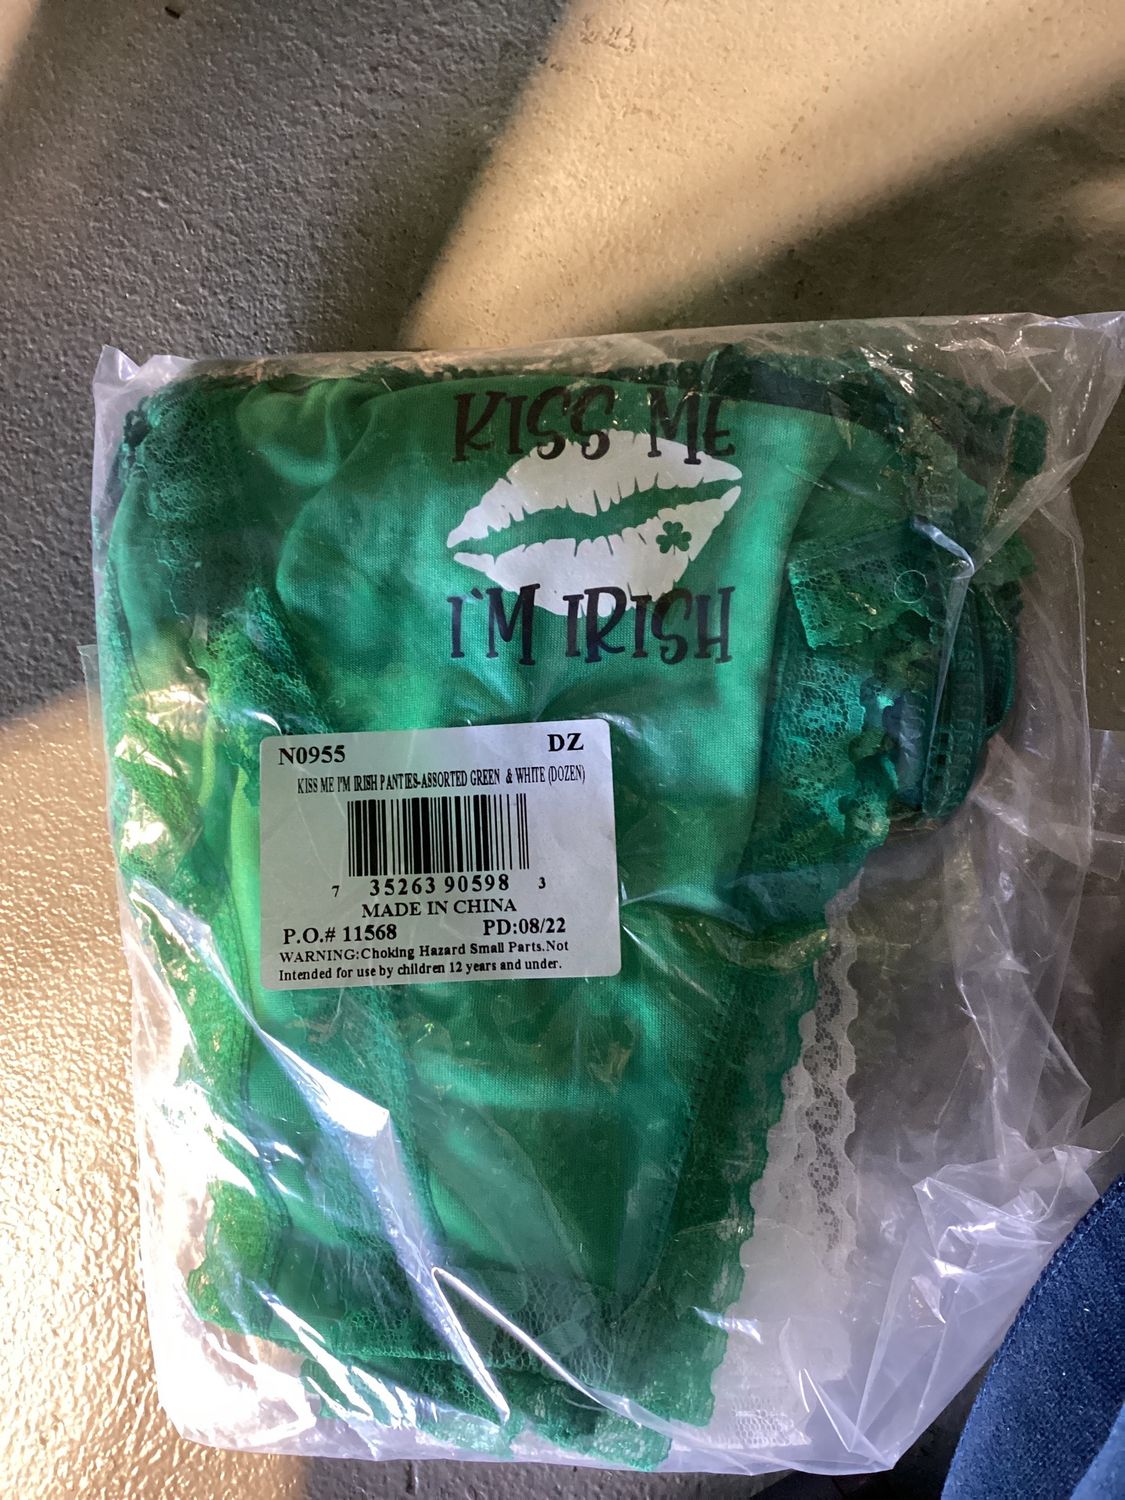 KISS ME
I'M IRISH
N0955 DZ
KISS ME I'M IRISH PANTIES-ASSORTED GREEN & WHITE (DOZEN)
7 35263 90598 3
MADE IN CHINA
P.O.# 11568 PD:08/22
WARNING:Choking Hazard Small Parts.Not
Intended for use by children 12 years and under.